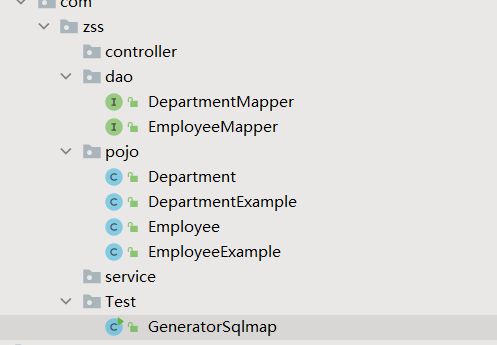 com
zss
controller
dao
DepartmentMapper
EmployeeMapper
pojo
Department
DepartmentExample
Employee
EmployeeExample
service
Test
GeneratorSqlmap